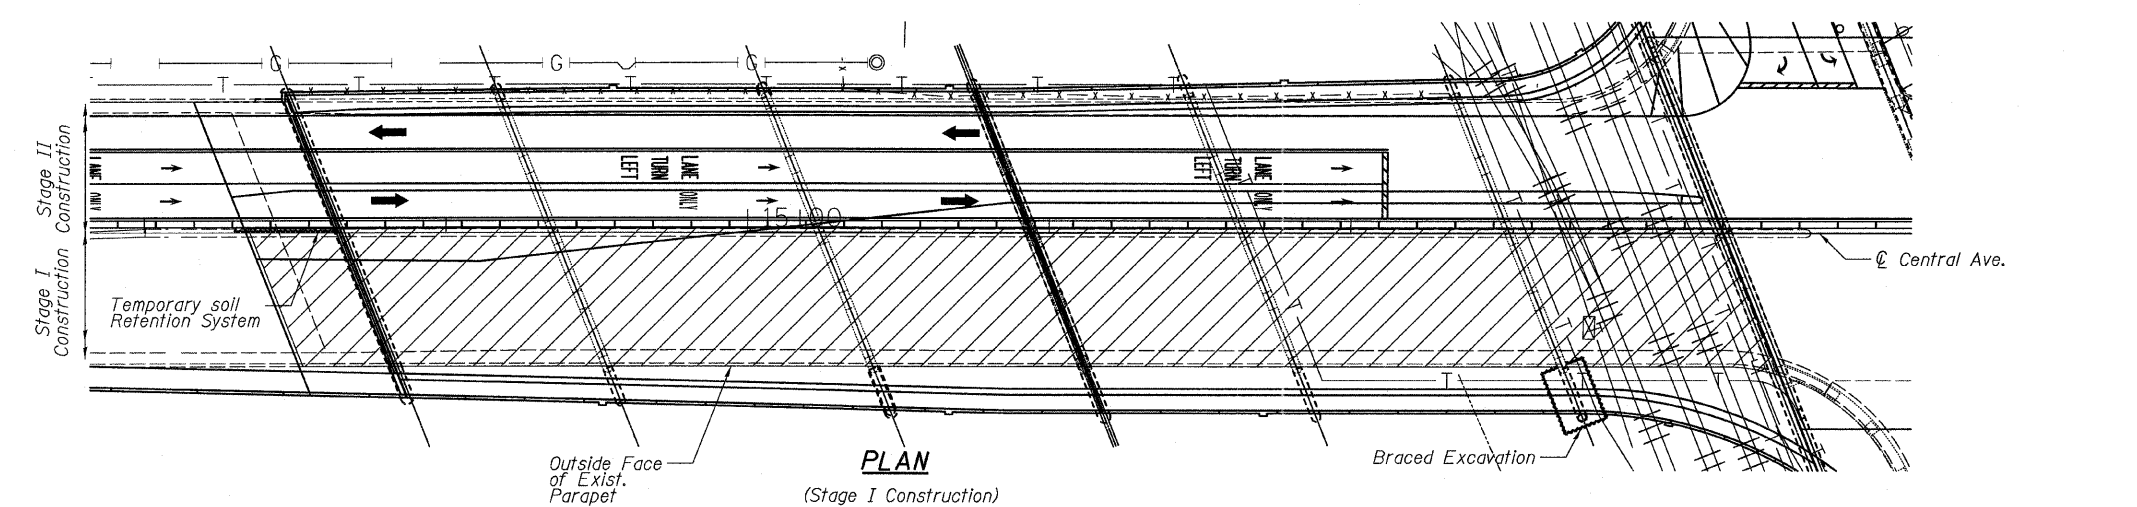 G G G
T T T T T T T T
Stage II
Construction
LANE ONLY
LEFT
TURN
LANE ONLY
LEFT
TURN
LANE ONLY
115+00
Stage I
Construction
Temporary soil
Retention System
℄ Central Ave.
T T T
Outside Face
of Exist.
Parapet
PLAN
(Stage I Construction)
Braced Excavation